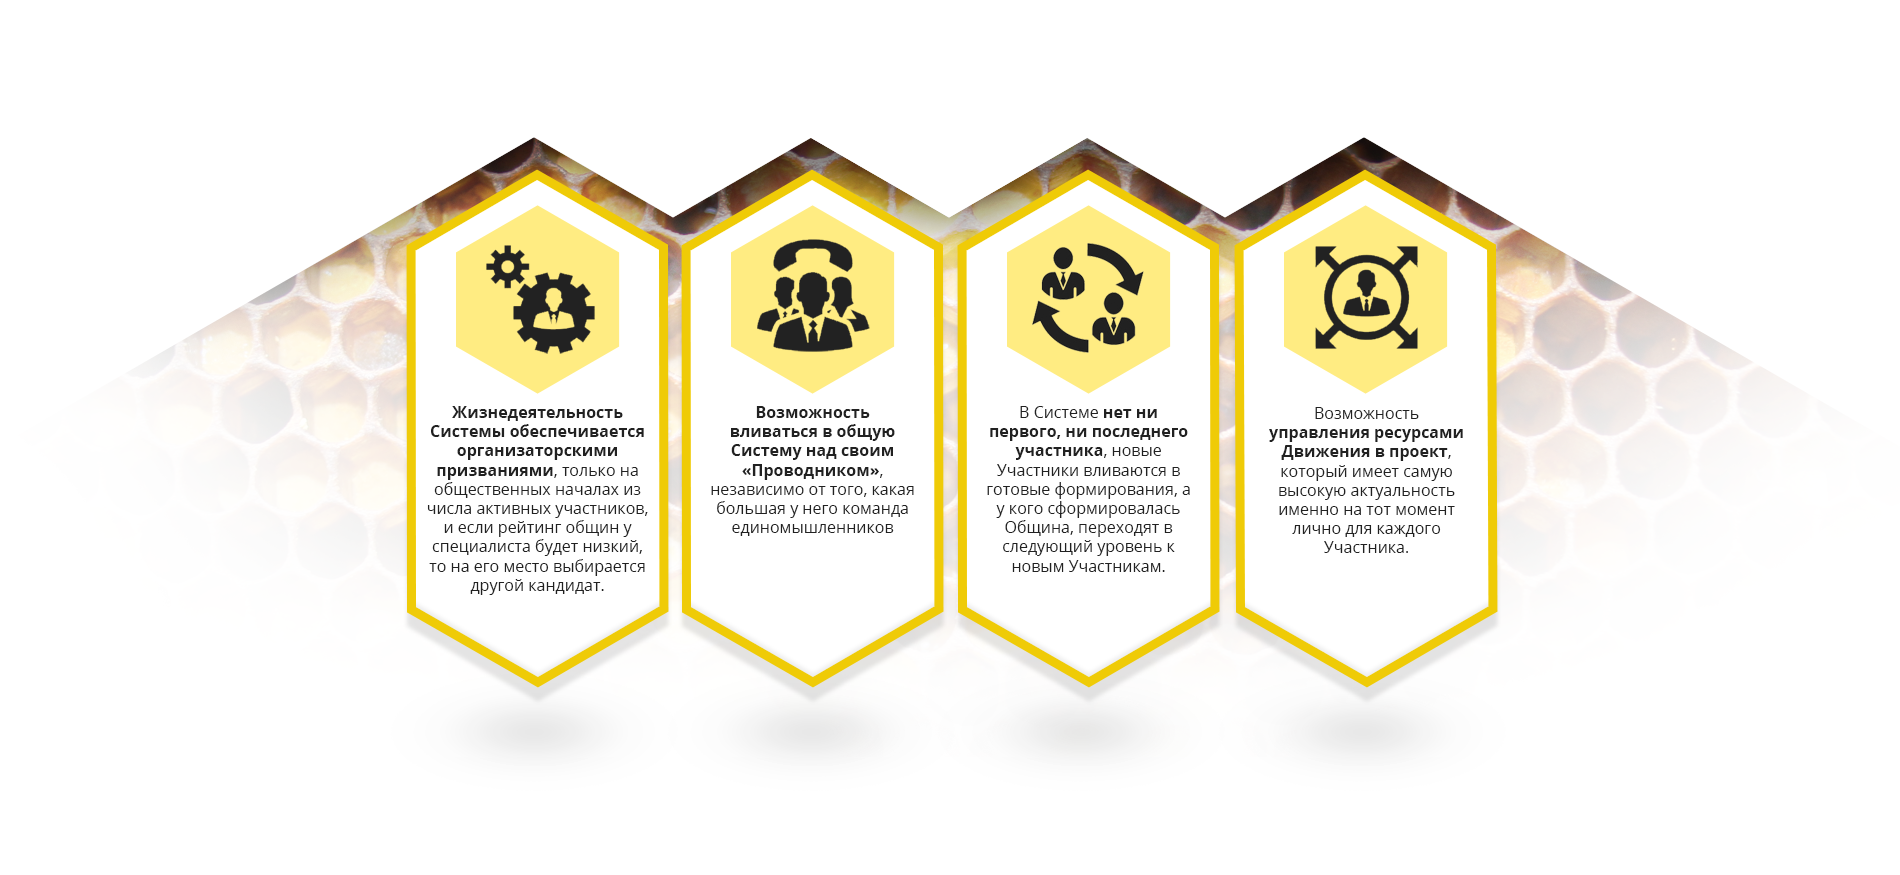 Жизнедеятельность
Системы обеспечивается
организаторскими
призваниями, только на
общественных началах из
числа активных участников,
и если рейтинг общин у
специалиста будет низкий,
то на его место выбирается
другой кандидат.
Возможность
вливаться в общую
Систему над своим
«Проводником»,
независимо от того, какая
большая у него команда
единомышленников
В Системе нет ни
первого, ни последнего
участника, новые
Участники вливаются в
готовые формирования, а
у кого сформировалась
Община, переходят в
следующий уровень к
новым Участникам.
Возможность
управления ресурсами
Движения в проект,
который имеет самую
высокую актуальность
именно на тот момент
лично для каждого
Участника.